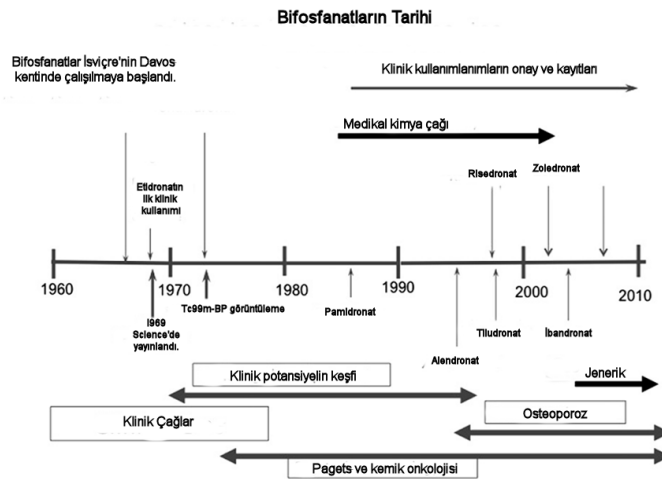 Bifosfanatların Tarihi
Bifosfanatlar İsviçre'nin Davos
kentinde çalışılmaya başlandı.
Klinik kullanımlanımların onay ve kayıtları
Medikal kimya çağı
Etidronatın
ilk klinik
kullanımı
Risedronat
Zoledronat
1960
1970
1980
1990
2000
2010
I969
Science'de
yayınlandı.
Tc99m-BP görüntüleme
Pamidronat
Alendronat
Tiludronat
İbandronat
Klinik potansiyelin keşfi
Jenerik
Klinik Çağlar
Osteoporoz
Pagets ve kemik onkolojisi